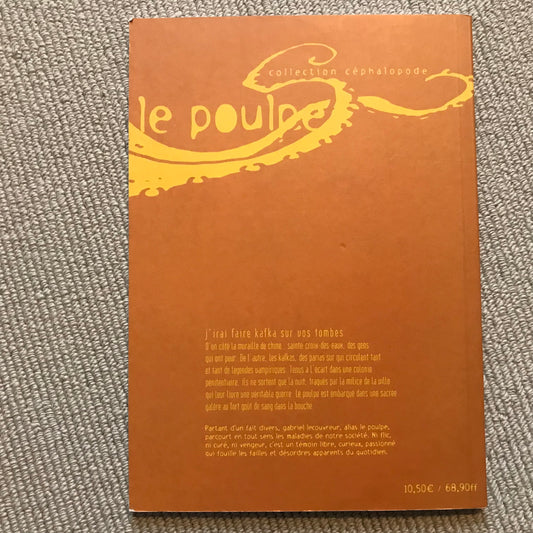 collection céphalopode
le poulpe
j'irai faire kafka sur vos tombes
D'un côté la muraille de chine : sainte croix-des-eaux, des gens
qui ont peur. De l'autre, les kafkas, des parias sur qui circulent tant
et tant de legendes vampiriques. Tenus à l'écart dans une colonie
pénitentiaire, ils ne sortent que la nuit, traqués par la milice de la ville
qui leur livre une véritable guerre. le poulpe est embarqué dans une sacrée
galère au fort goût de sang dans la bouche.
Partant d'un fait divers, gabriel lecouvreur, alias le poulpe,
parcourt en tout sens les maladies de notre société. Ni flic,
ni curé, ni vengeur, c'est un témoin libre, curieux, passionné
qui fouille les failles et désordres apparents du quotidien.
10,50€ / 68,90ff